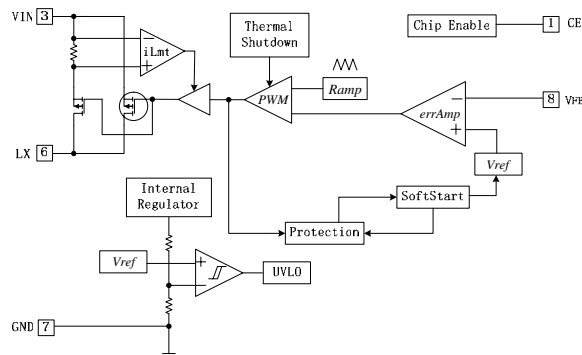 VIN 3
iLmt
Thermal
Shutdown
Chip Enable
1 CE
PWM
Ramp
errAmp
8 VFB
LX 6
Vref
SoftStart
Internal
Regulator
Protection
Vref
UVLO
GND 7